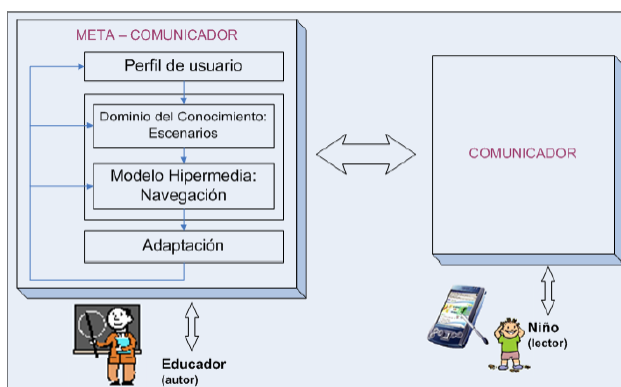 META – COMUNICADOR
Perfil de usuario
Dominio del Conocimiento:
Escenarios
Modelo Hipermedia:
Navegación
Adaptación
COMUNICADOR
Educador
(autor)
Niño
(lector)